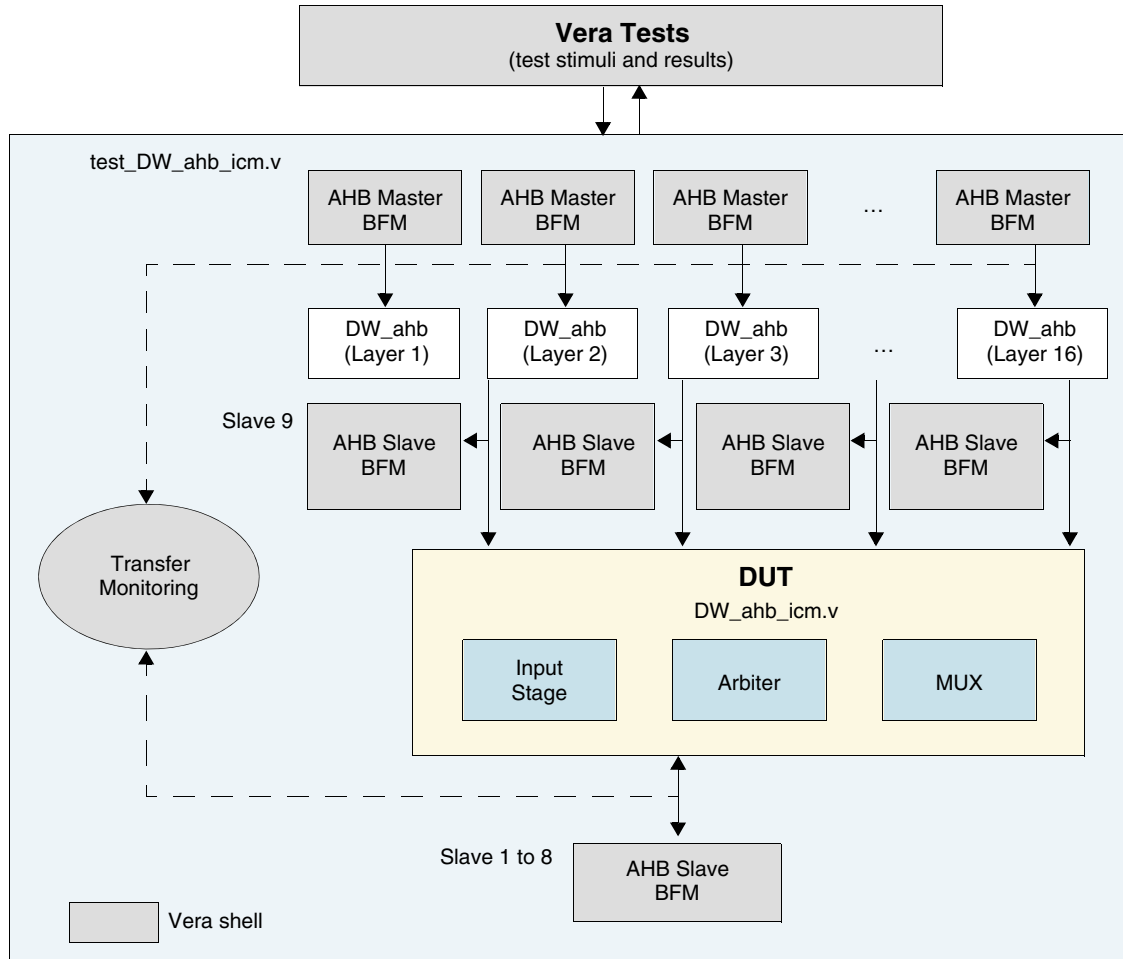 Vera Tests
(test stimuli and results)
test_DW_ahb_icm.v
AHB Master
BFM
AHB Master
BFM
AHB Master
BFM
...
AHB Master
BFM
DW_ahb
(Layer 1)
DW_ahb
(Layer 2)
DW_ahb
(Layer 3)
...
DW_ahb
(Layer 16)
Slave 9
AHB Slave
BFM
AHB Slave
BFM
AHB Slave
BFM
AHB Slave
BFM
Transfer
Monitoring
DUT
DW_ahb_icm.v
Input
Stage
Arbiter
MUX
Slave 1 to 8
AHB Slave
BFM
Vera shell